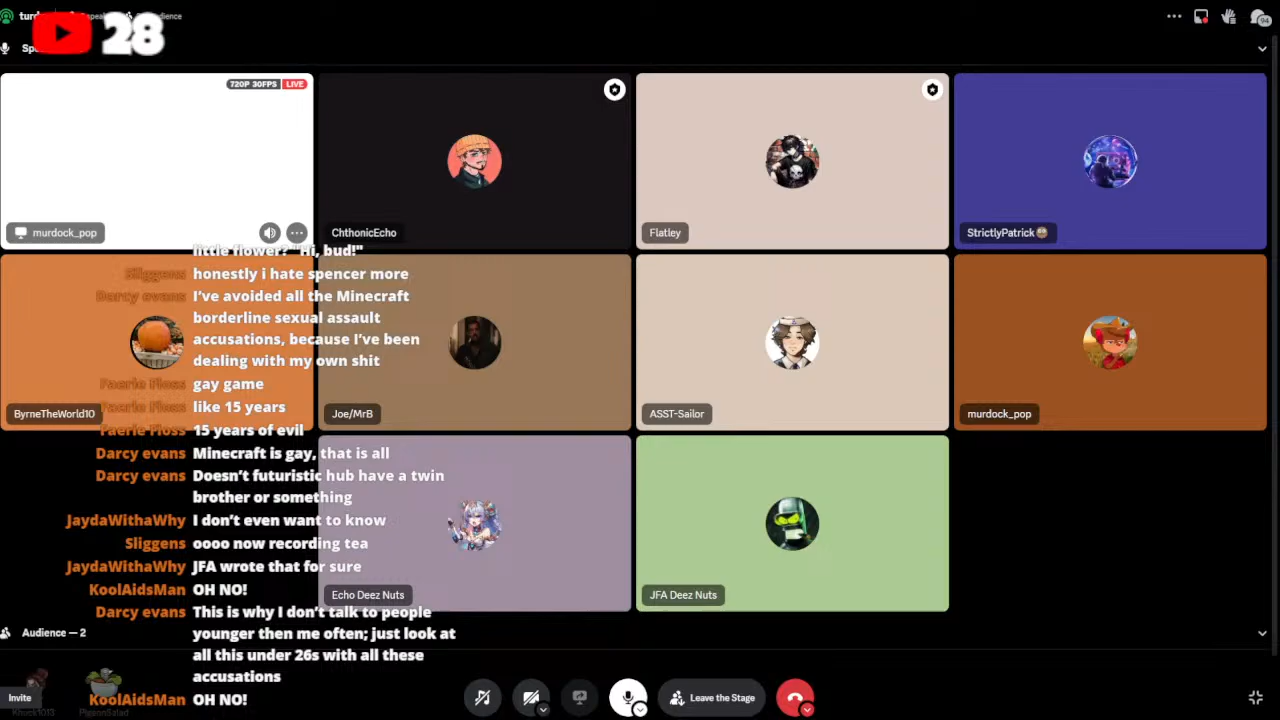 28
94
720P 30FPS LIVE
murdock_pop
ChthonicEcho
Flatley
StrictlyPatrick
little flower? "Hi, bud!"
Sliggens honestly i hate spencer more
Darcy evans I've avoided all the Minecraft
borderline sexual assault
accusations, because I've been
dealing with my own shit
Faerie Floss gay game
Faerie Floss like 15 years
ByrneTheWorld10
Joe/MrB
ASST-Sailor
murdock_pop
Faerie Floss 15 years of evil
Darcy evans Minecraft is gay, that is all
Darcy evans Doesn't futuristic hub have a twin
brother or something
JaydaWithaWhy I don't even want to know
Sliggens oooo now recording tea
JaydaWithaWhy JFA wrote that for sure
KoolAidsMan OH NO!
Echo Deez Nuts
JFA Deez Nuts
Darcy evans This is why I don't talk to people
younger then me often; just look at
all this under 26s with all these
accusations
Audience — 2
KoolAidsMan OH NO!
Invite
Leave the Stage
PigeonSalad